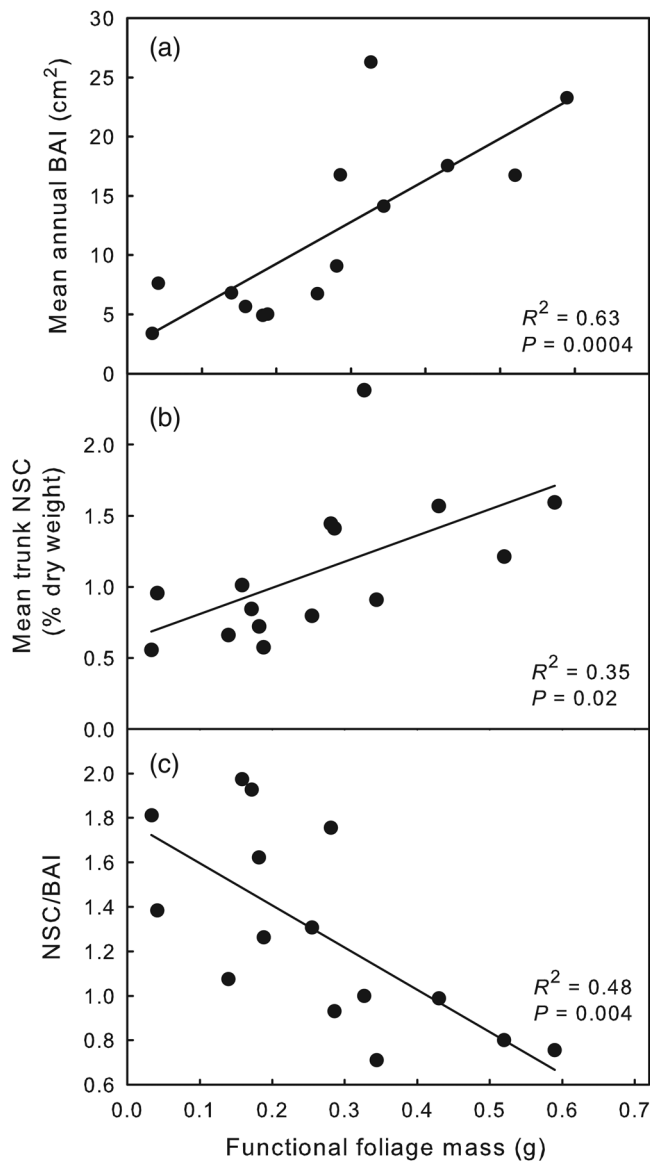 30
(a)
25
20
15
10
5
0
Mean annual BAI (cm²)
R² = 0.63
P = 0.0004
(b)
2.0
1.5
1.0
0.5
0.0
Mean trunk NSC
(% dry weight)
R² = 0.35
P = 0.02
(c)
2.0
1.8
1.6
1.4
1.2
1.0
0.8
0.6
NSC/BAI
R² = 0.48
P = 0.004
0.0 0.1 0.2 0.3 0.4 0.5 0.6 0.7
Functional foliage mass (g)